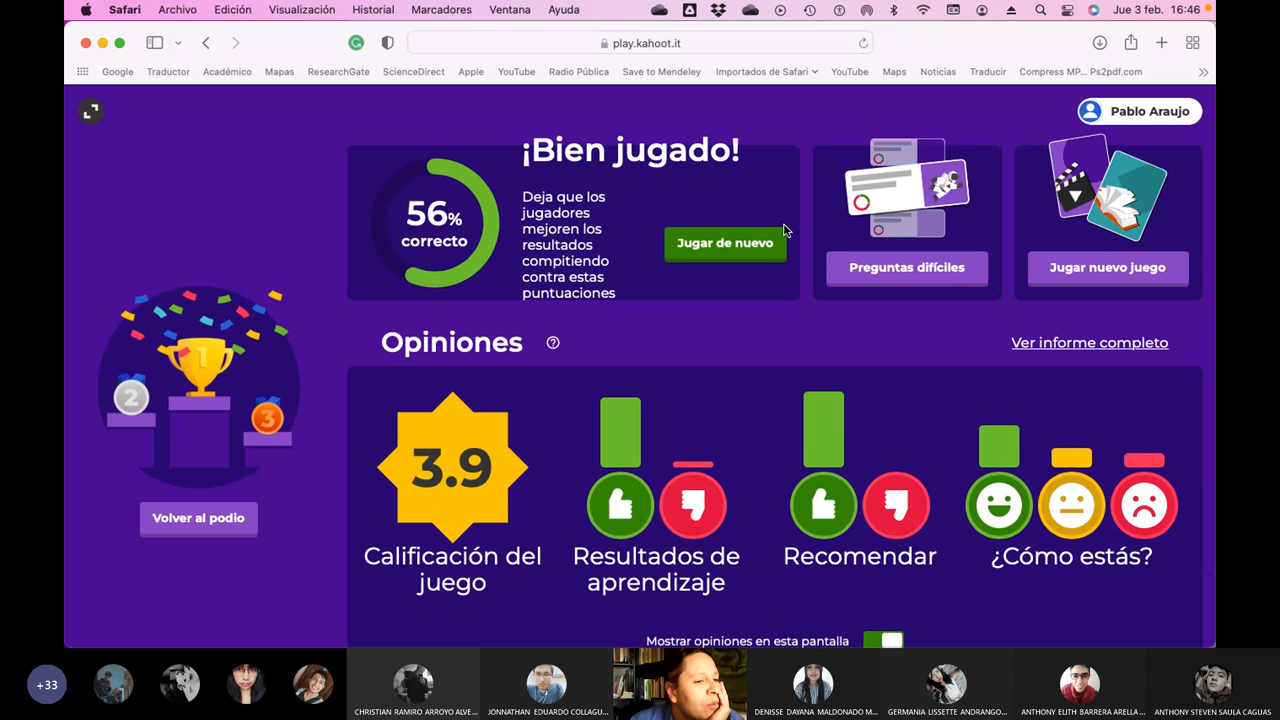 Safari Archivo Edición Visualización Historial Marcadores Ventana Ayuda Jue 3 feb. 16:46
play.kahoot.it
Google Traductor Académico Mapas ResearchGate ScienceDirect Apple YouTube Radio Pública Save to Mendeley Importados de Safari YouTube Maps Noticias Traducir Compress MP... Ps2pdf.com
Pablo Araujo
¡Bien jugado!
56%
correcto
Deja que los
jugadores
mejoren los
resultados
compitiendo
contra estas
puntuaciones
Jugar de nuevo
Preguntas difíciles
Jugar nuevo juego
1
2
3
Volver al podio
Opiniones
Ver informe completo
3.9
Calificación del
juego
Resultados de
aprendizaje
Recomendar
¿Cómo estás?
Mostrar opiniones en esta pantalla
+33
CHRISTIAN RAMIRO ARROYO ALVE...
JONNATHAN EDUARDO COLLAGU...
DENISSE DAYANA MALDONADO M...
GERMANIA LISSETTE ANDRANGO...
ANTHONY ELITH BARRERA ARELLA...
ANTHONY STEVEN SAULA CAGUAS